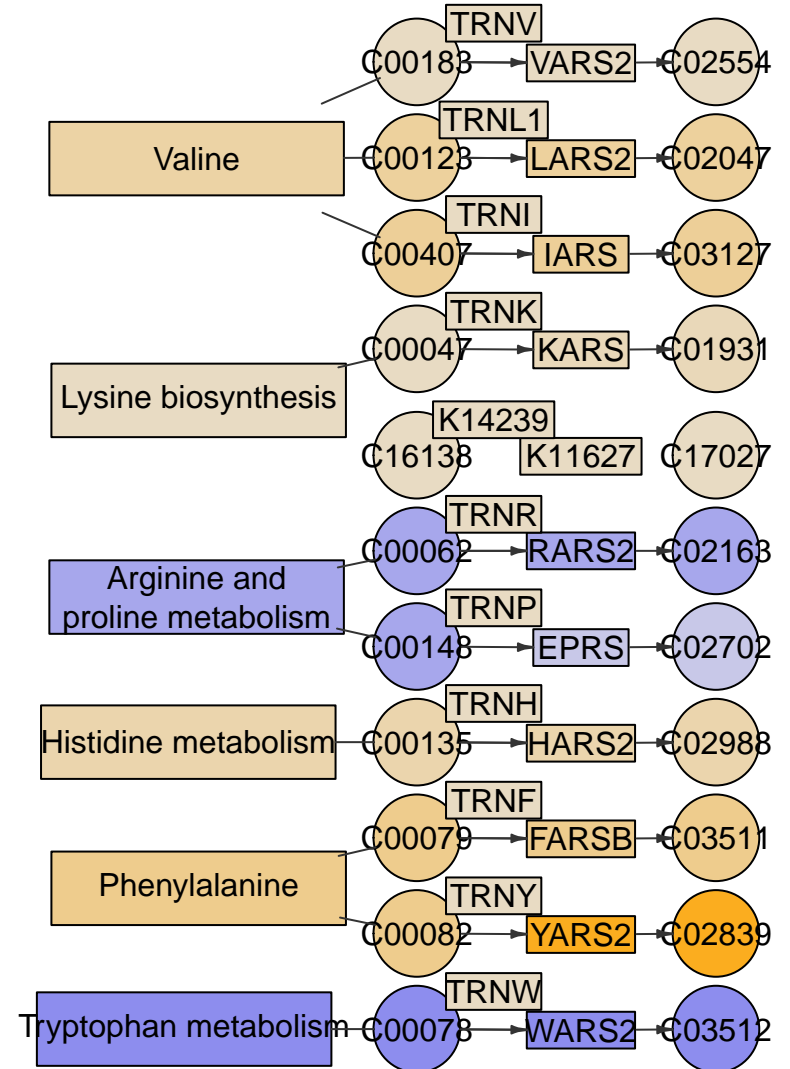 TRNV
C00183 VARS2 C02554
TRNL1
Valine C00123 LARS2 C02047
TRNI
C00407 IARS C03127
TRNK
C00047 KARS C01931
Lysine biosynthesis
K14239
C16138 K11627 C17027
TRNR
C00062 RARS2 C02163
Arginine and
proline metabolism
TRNP
C00148 EPRS C02702
TRNH
Histidine metabolism C00135 HARS2 C02988
TRNF
C00079 FARSB C03511
Phenylalanine
TRNY
C00082 YARS2 C02839
TRNW
Tryptophan metabolism C00078 WARS2 C03512